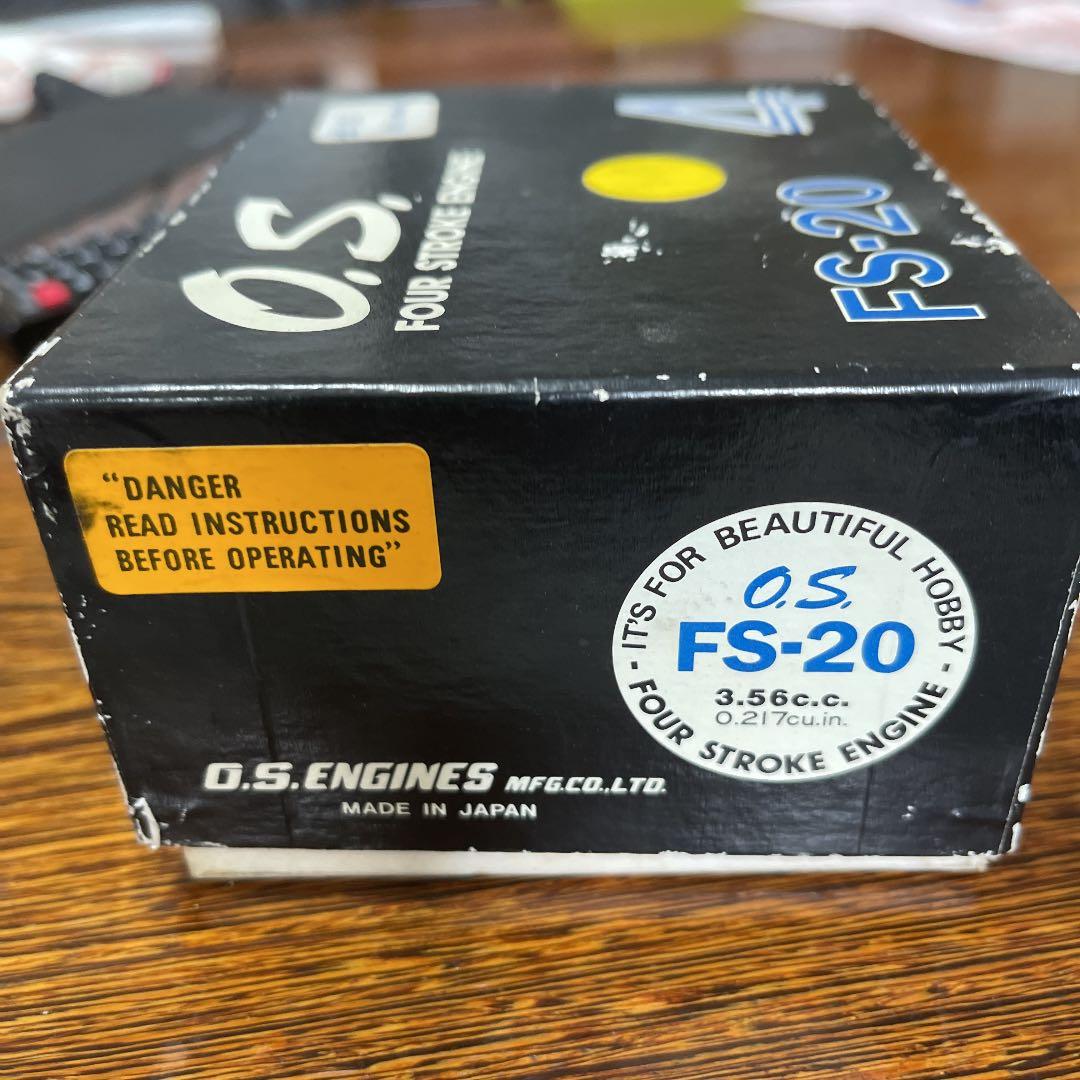 O.S.
FOUR STROKE ENGINE
4
FS-20
“DANGER
READ INSTRUCTIONS
BEFORE OPERATING”
· IT'S FOR BEAUTIFUL HOBBY ·
O.S.
FS-20
3.56c.c.
0.217cu.in.
FOUR STROKE ENGINE
O.S.ENGINES MFG.CO.,LTD.
MADE IN JAPAN